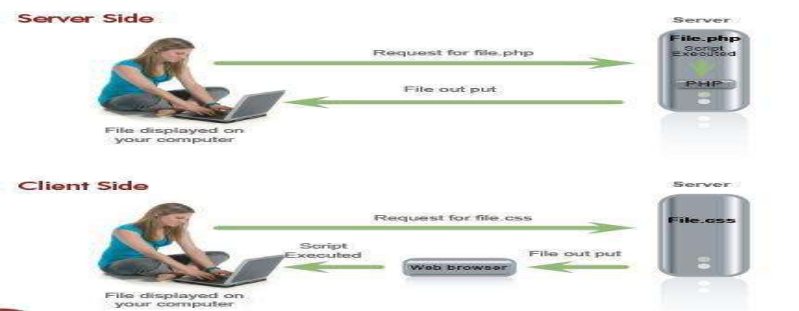 Server Side
Server
File.php
Script
Executed
PHP
Request for file.php
File out put
File displayed on
your computer
Client Side
Server
File.css
Request for file.css
Script
Executed
Web browser
File out put
File displayed on
your computer